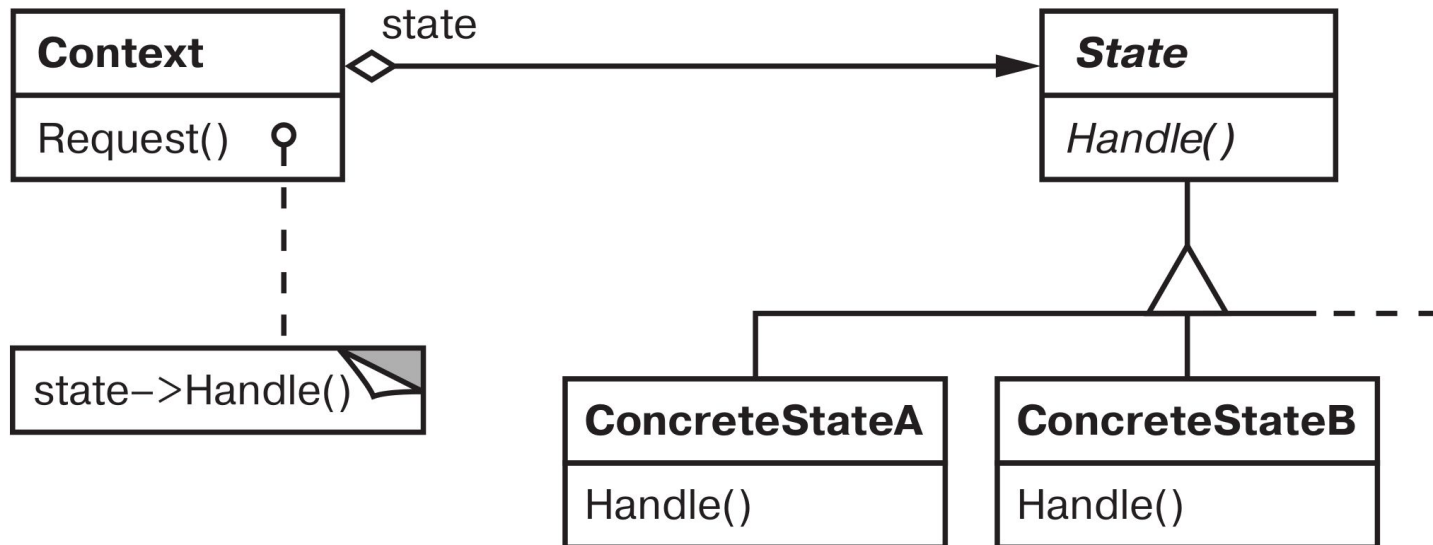 Context
state
State
Request()
Handle()
state–>Handle()
ConcreteStateA
ConcreteStateB
Handle()
Handle()